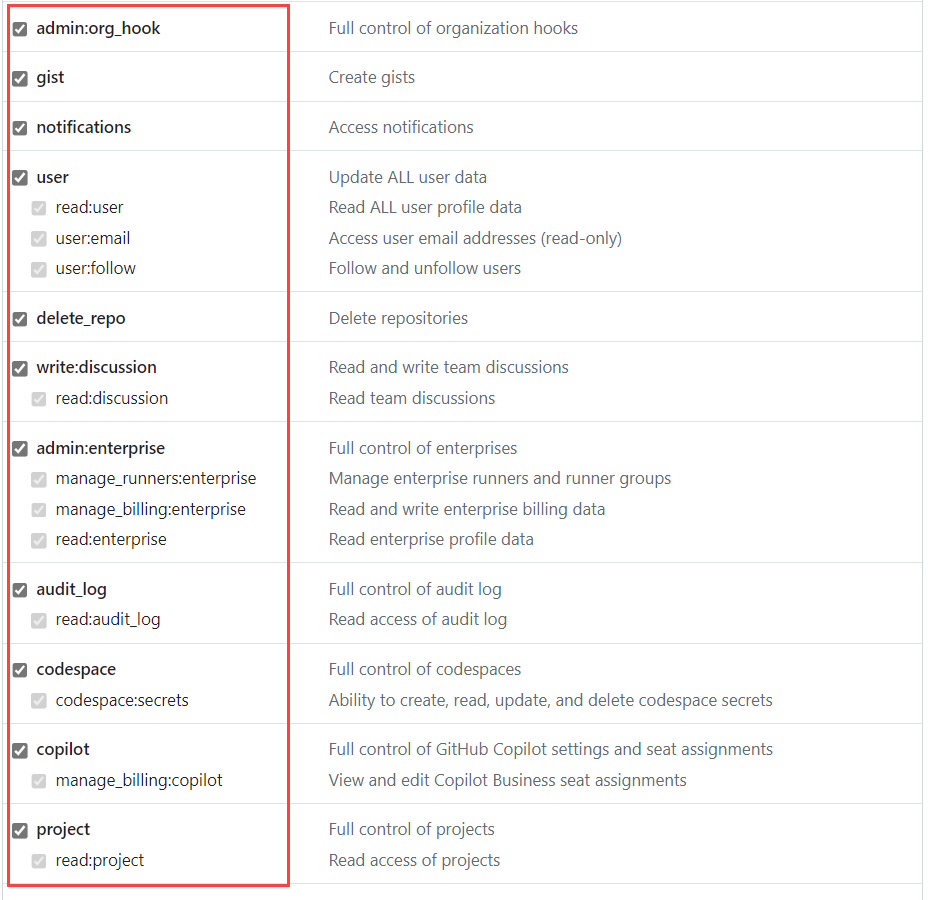 admin:org_hook Full control of organization hooks
gist Create gists
notifications Access notifications
user Update ALL user data
read:user Read ALL user profile data
user:email Access user email addresses (read-only)
user:follow Follow and unfollow users
delete_repo Delete repositories
write:discussion Read and write team discussions
read:discussion Read team discussions
admin:enterprise Full control of enterprises
manage_runners:enterprise Manage enterprise runners and runner groups
manage_billing:enterprise Read and write enterprise billing data
read:enterprise Read enterprise profile data
audit_log Full control of audit log
read:audit_log Read access of audit log
codespace Full control of codespaces
codespace:secrets Ability to create, read, update, and delete codespace secrets
copilot Full control of GitHub Copilot settings and seat assignments
manage_billing:copilot View and edit Copilot Business seat assignments
project Full control of projects
read:project Read access of projects